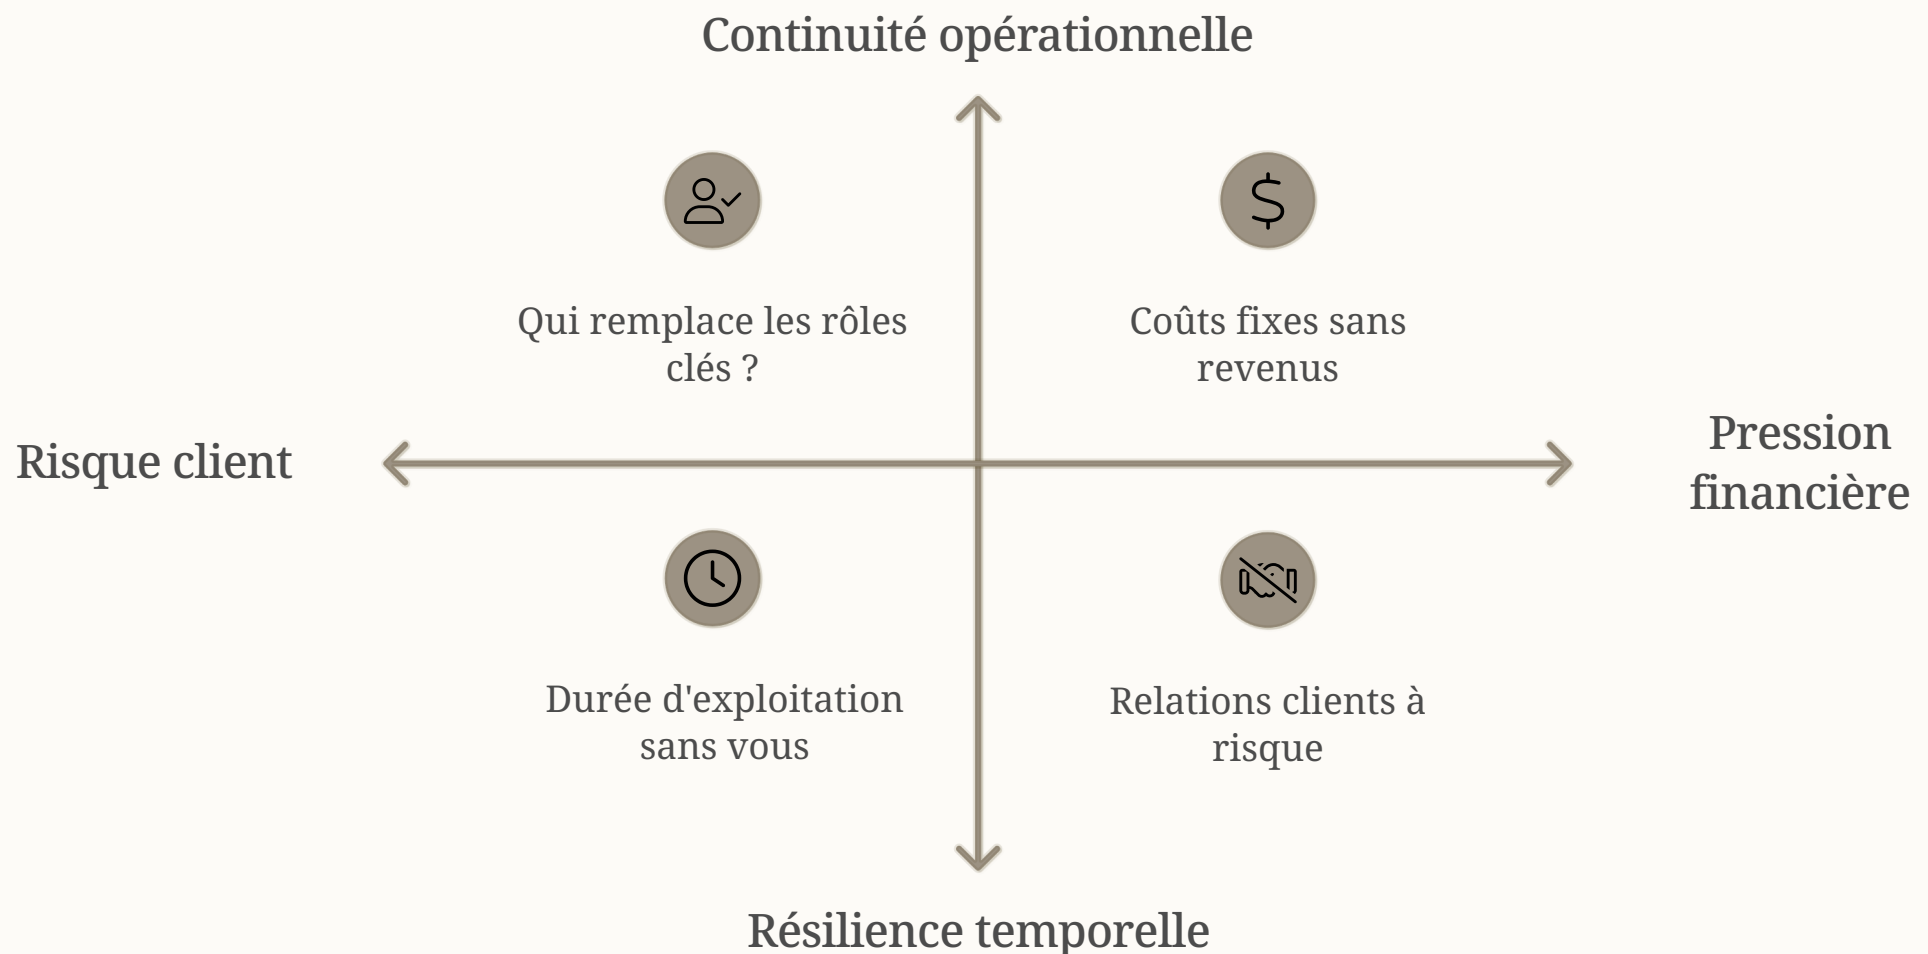 Continuité opérationnelle
Qui remplace les rôles
clés ?
Coûts fixes sans
revenus
Risque client
Pression
financière
Durée d'exploitation
sans vous
Relations clients à
risque
Résilience temporelle